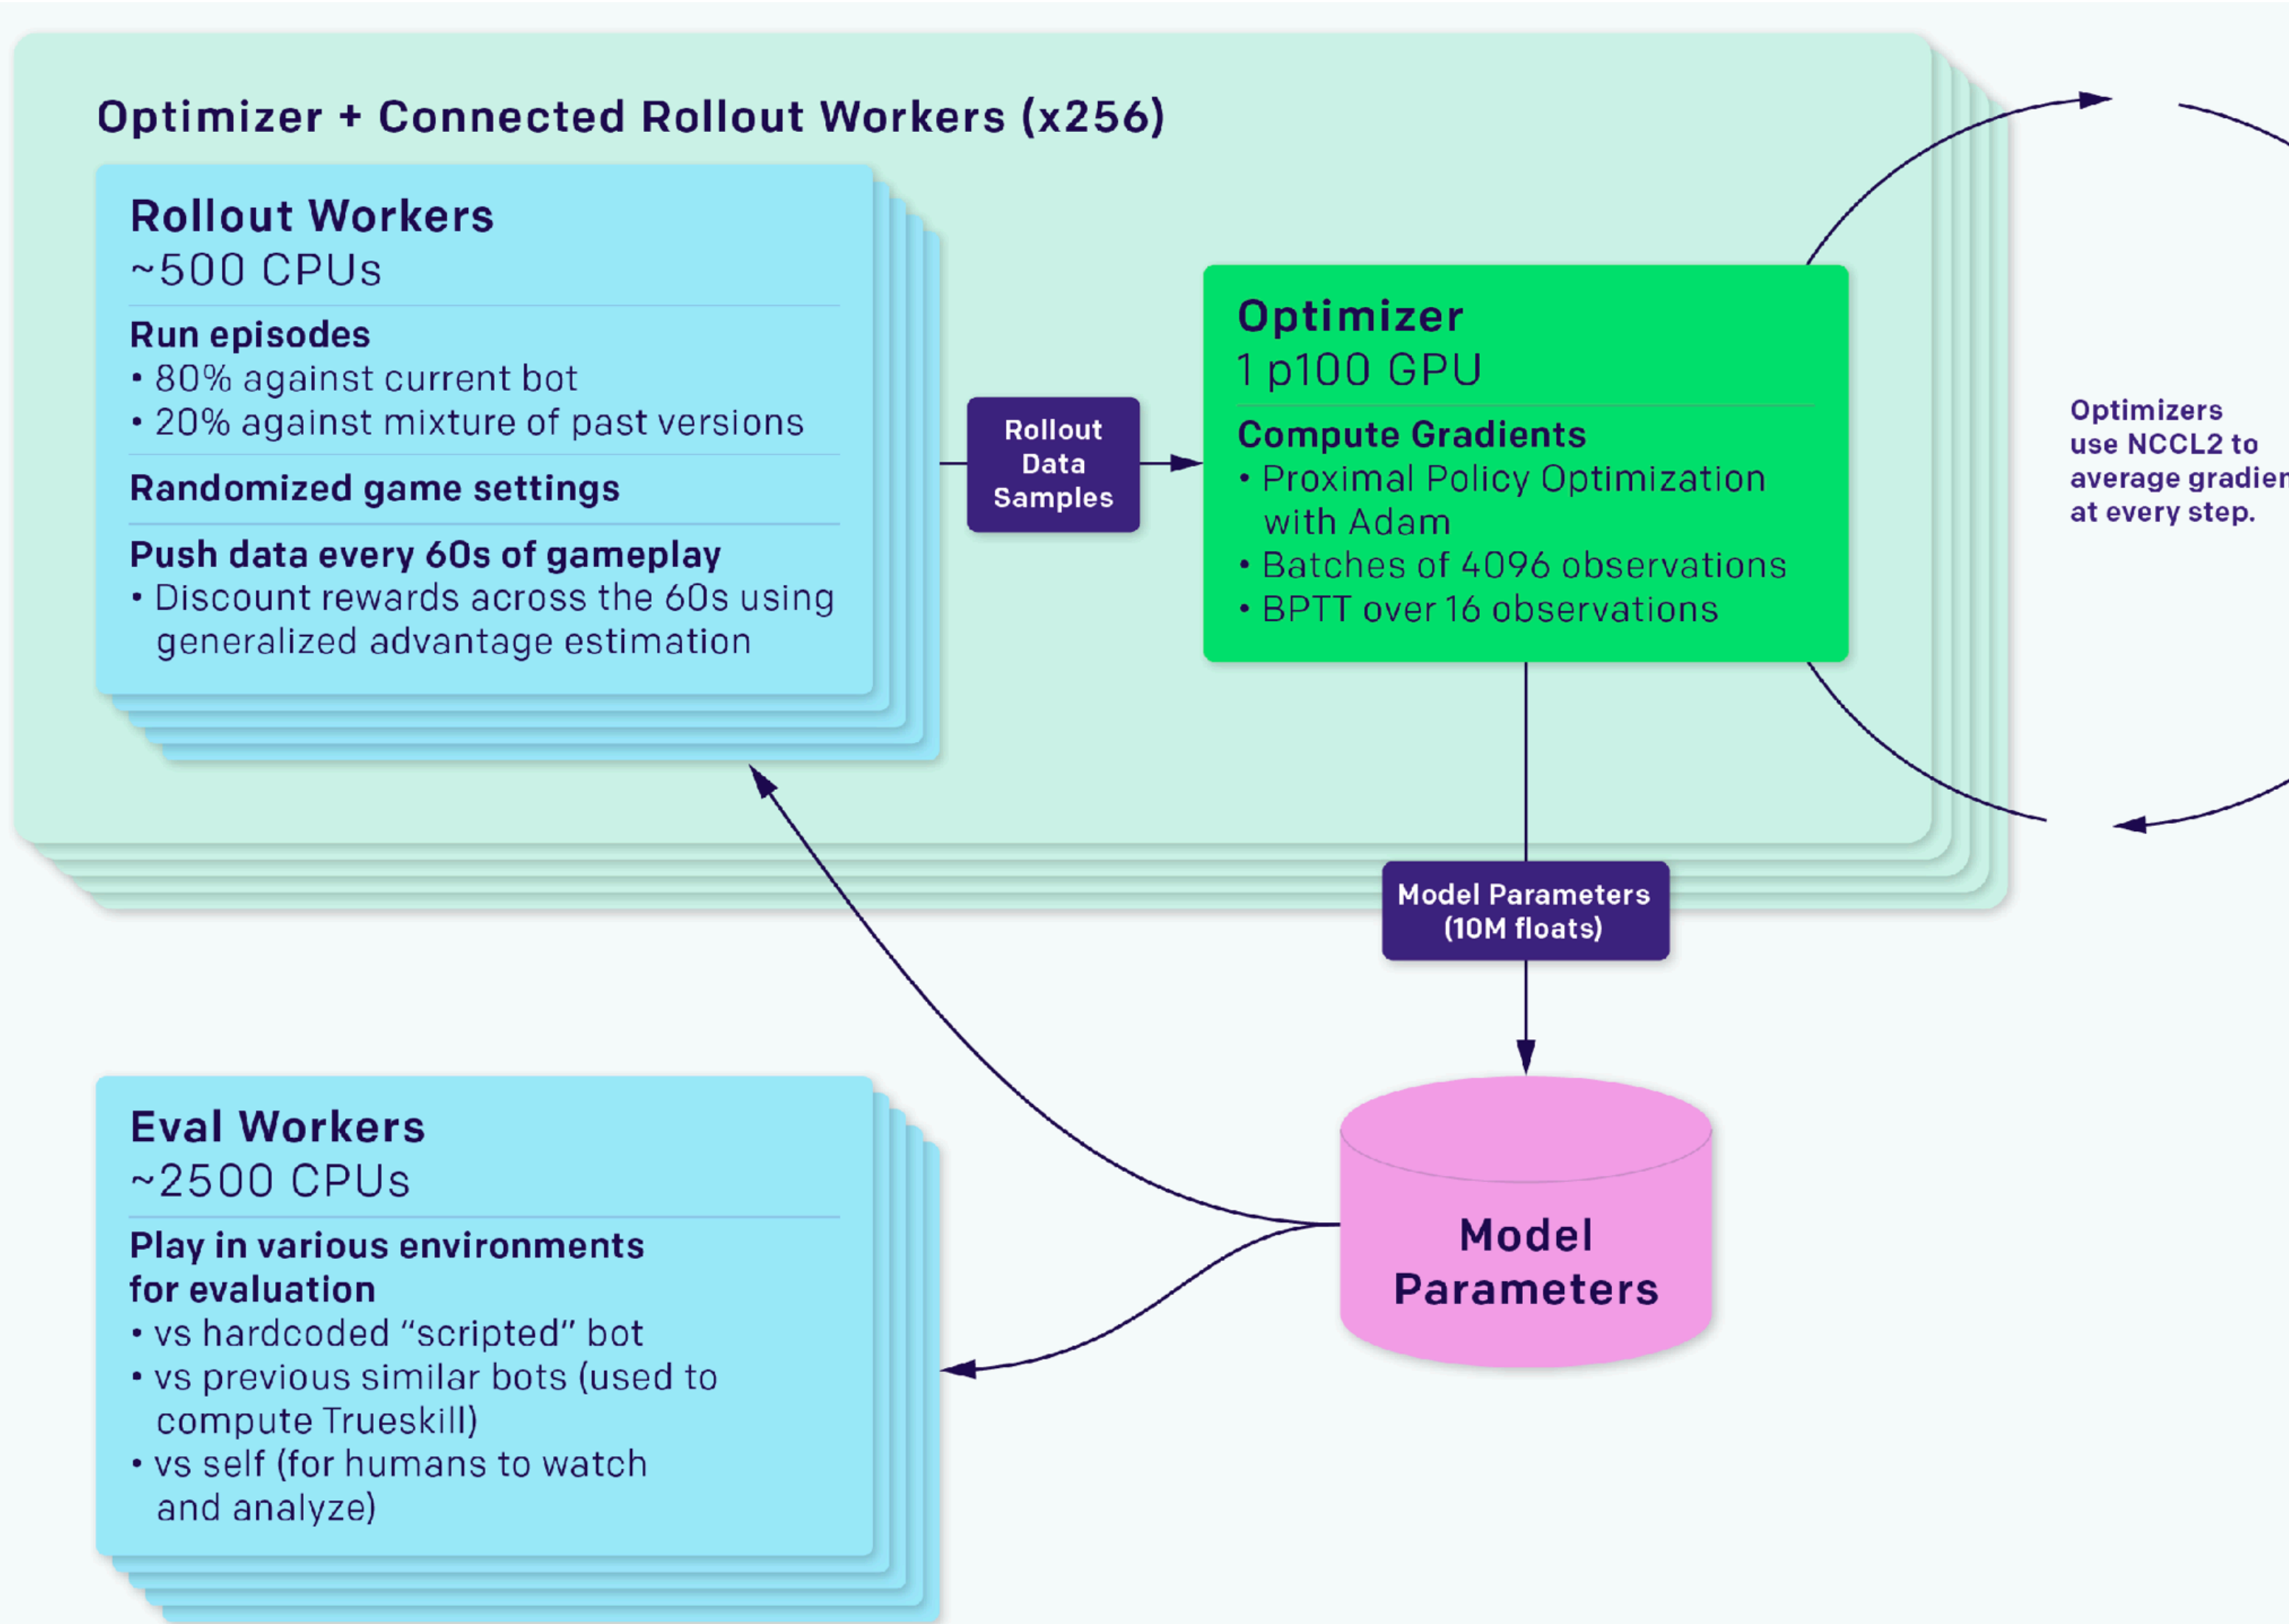 Optimizer + Connected Rollout Workers (x256)
Rollout Workers
~500 CPUs
Run episodes
• 80% against current bot
• 20% against mixture of past versions
Randomized game settings
Push data every 60s of gameplay
• Discount rewards across the 60s using
generalized advantage estimation
Rollout
Data
Samples
Optimizer
1 p100 GPU
Compute Gradients
• Proximal Policy Optimization
with Adam
• Batches of 4096 observations
• BPTT over 16 observations
Optimizers
use NCCL2 to
average gradien
at every step.
Model Parameters
(10M floats)
Eval Workers
~2500 CPUs
Play in various environments
for evaluation
• vs hardcoded “scripted” bot
• vs previous similar bots (used to
compute Trueskill)
• vs self (for humans to watch
and analyze)
Model
Parameters